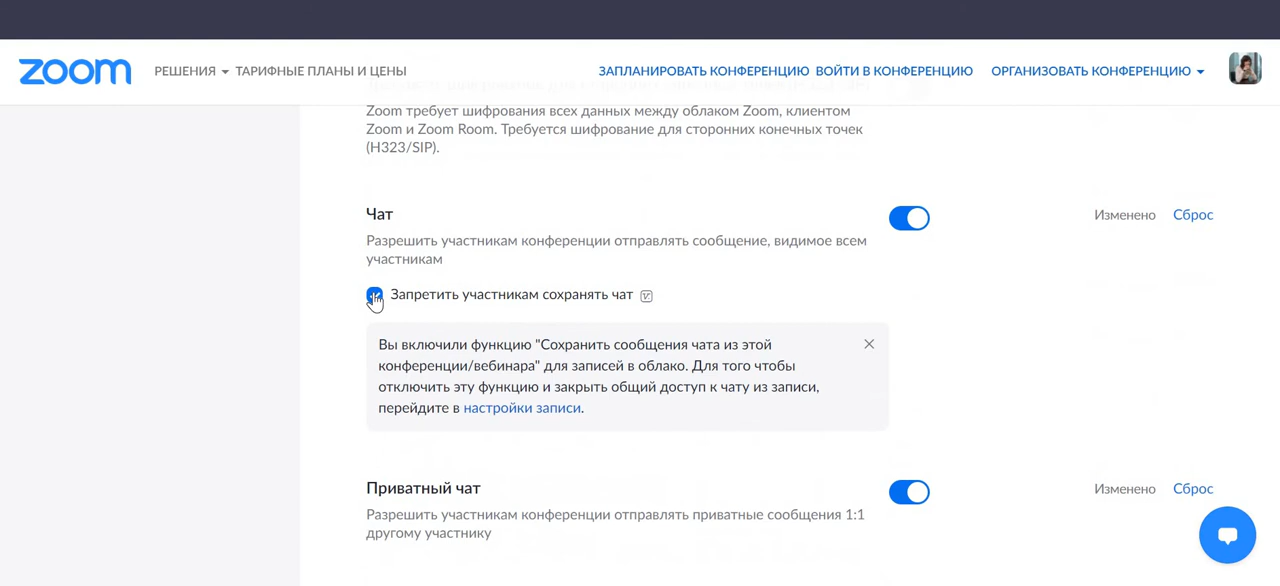 zoom
РЕШЕНИЯ
ТАРИФНЫЕ ПЛАНЫ И ЦЕНЫ
ЗАПЛАНИРОВАТЬ КОНФЕРЕНЦИЮ
ВОЙТИ В КОНФЕРЕНЦИЮ
ОРГАНИЗОВАТЬ КОНФЕРЕНЦИЮ
Zoom требует шифрования всех данных между облаком Zoom, клиентом
Zoom и Zoom Room. Требуется шифрование для сторонних конечных точек
(H323/SIP).
Чат
Изменено
Сброс
Разрешить участникам конференции отправлять сообщение, видимое всем
участникам
Запретить участникам сохранять чат
Вы включили функцию "Сохранить сообщения чата из этой
конференции/вебинара" для записей в облако. Для того чтобы
отключить эту функцию и закрыть общий доступ к чату из записи,
перейдите в настройки записи.
Приватный чат
Изменено
Сброс
Разрешить участникам конференции отправлять приватные сообщения 1:1
другому участнику